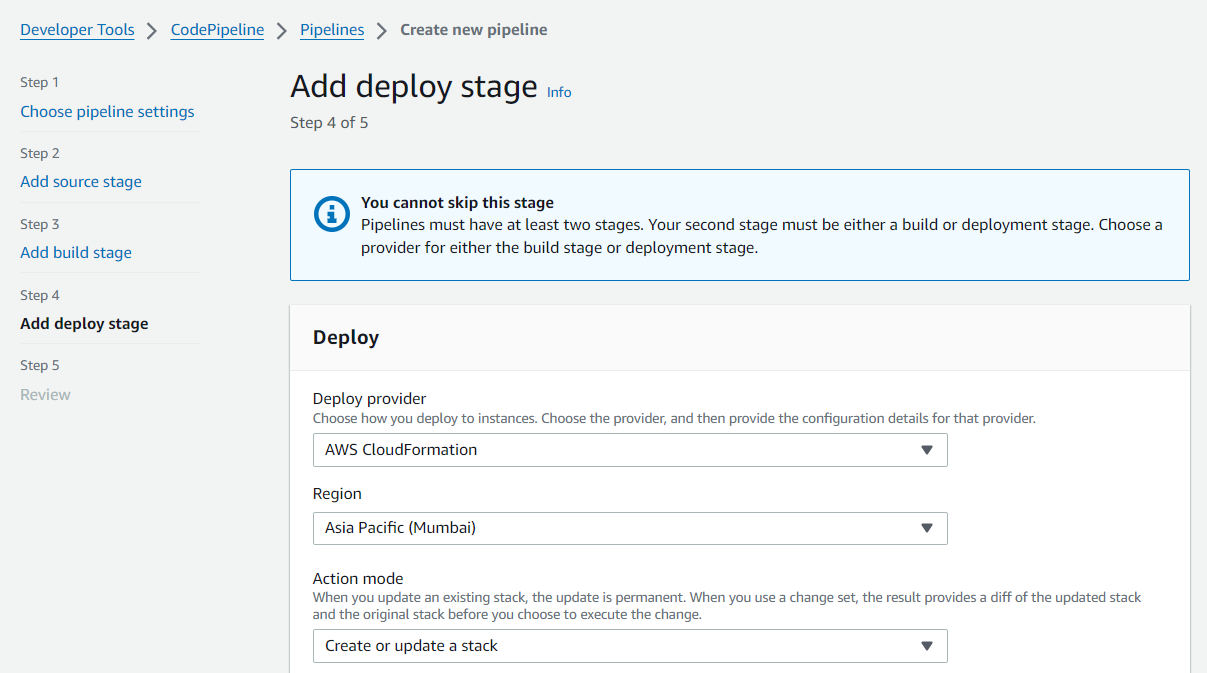 Developer Tools > CodePipeline > Pipelines > Create new pipeline
Step 1
Choose pipeline settings
Step 2
Add source stage
Step 3
Add build stage
Step 4
Add deploy stage
Step 5
Review
Add deploy stage Info
Step 4 of 5
You cannot skip this stage
Pipelines must have at least two stages. Your second stage must be either a build or deployment stage. Choose a
provider for either the build stage or deployment stage.
Deploy
Deploy provider
Choose how you deploy to instances. Choose the provider, and then provide the configuration details for that provider.
AWS CloudFormation
Region
Asia Pacific (Mumbai)
Action mode
When you update an existing stack, the update is permanent. When you use a change set, the result provides a diff of the updated stack
and the original stack before you choose to execute the change.
Create or update a stack